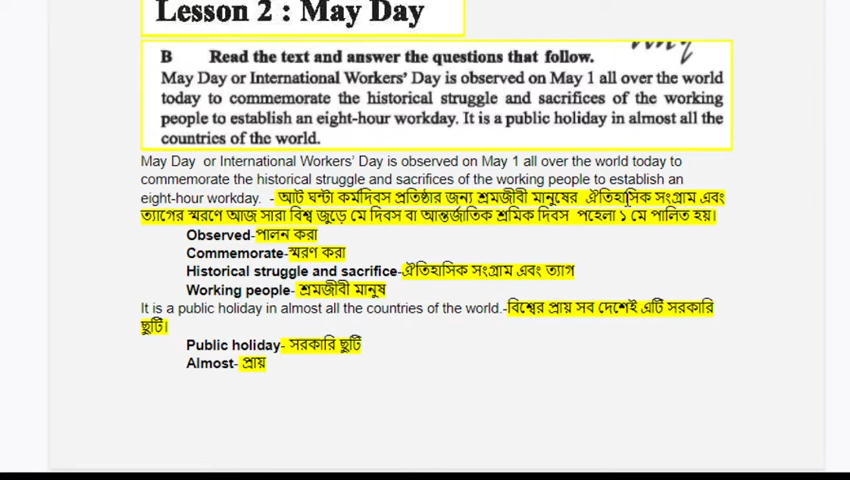 Lesson 2 : May Day
B Read the text and answer the questions that follow.
May Day or International Workers' Day is observed on May 1 all over the world
today to commemorate the historical struggle and sacrifices of the working
people to establish an eight-hour workday. It is a public holiday in almost all the
countries of the world.
May Day or International Workers' Day is observed on May 1 all over the world today to
commemorate the historical struggle and sacrifices of the working people to establish an
eight-hour workday. - আট ঘন্টা কর্মদিবস প্রতিষ্ঠার জন্য শ্রমজীবী মানুষের ঐতিহাসিক সংগ্রাম এবং
ত্যাগের স্মরণে আজ সারা বিশ্ব জুড়ে মে দিবস বা আন্তর্জাতিক শ্রমিক দিবস পহেলা ১ মে পালিত হয়।
Observed-পালন করা
Commemorate-স্মরণ করা
Historical struggle and sacrifice-ঐতিহাসিক সংগ্রাম এবং ত্যাগ
Working people- শ্রমজীবী মানুষ
It is a public holiday in almost all the countries of the world.-বিশ্বের প্রায় সব দেশেই এটি সরকারি
ছুটি।
Public holiday- সরকারি ছুটি
Almost- প্রায়